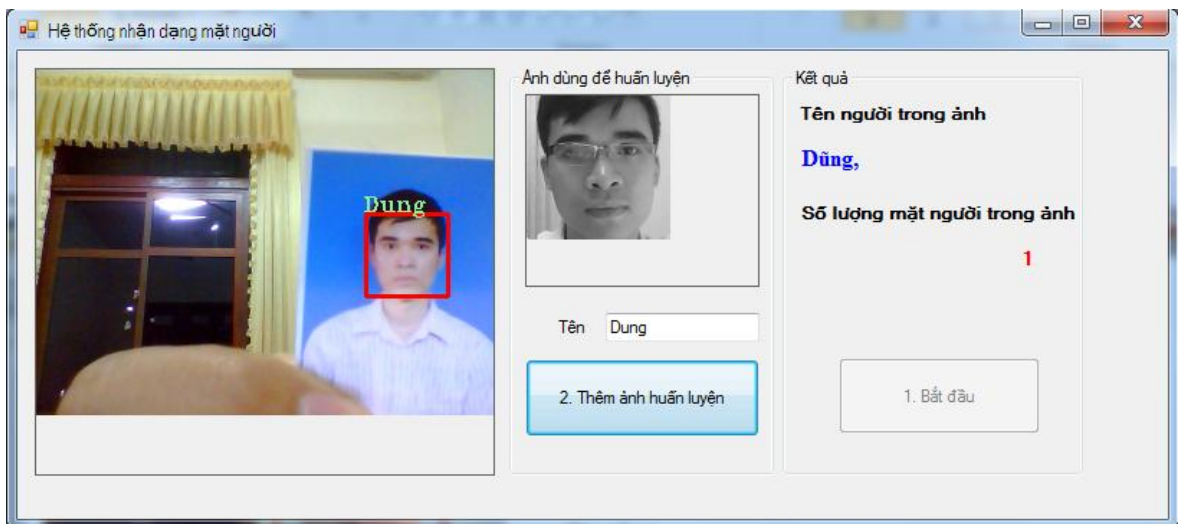 Hệ thống nhận dạng mặt người
Dung
Ảnh dùng để huấn luyện
Tên
Dung
2. Thêm ảnh huấn luyện
Kết quả
Tên người trong ảnh
Dũng,
Số lượng mặt người trong ảnh
1
1. Bắt đầu